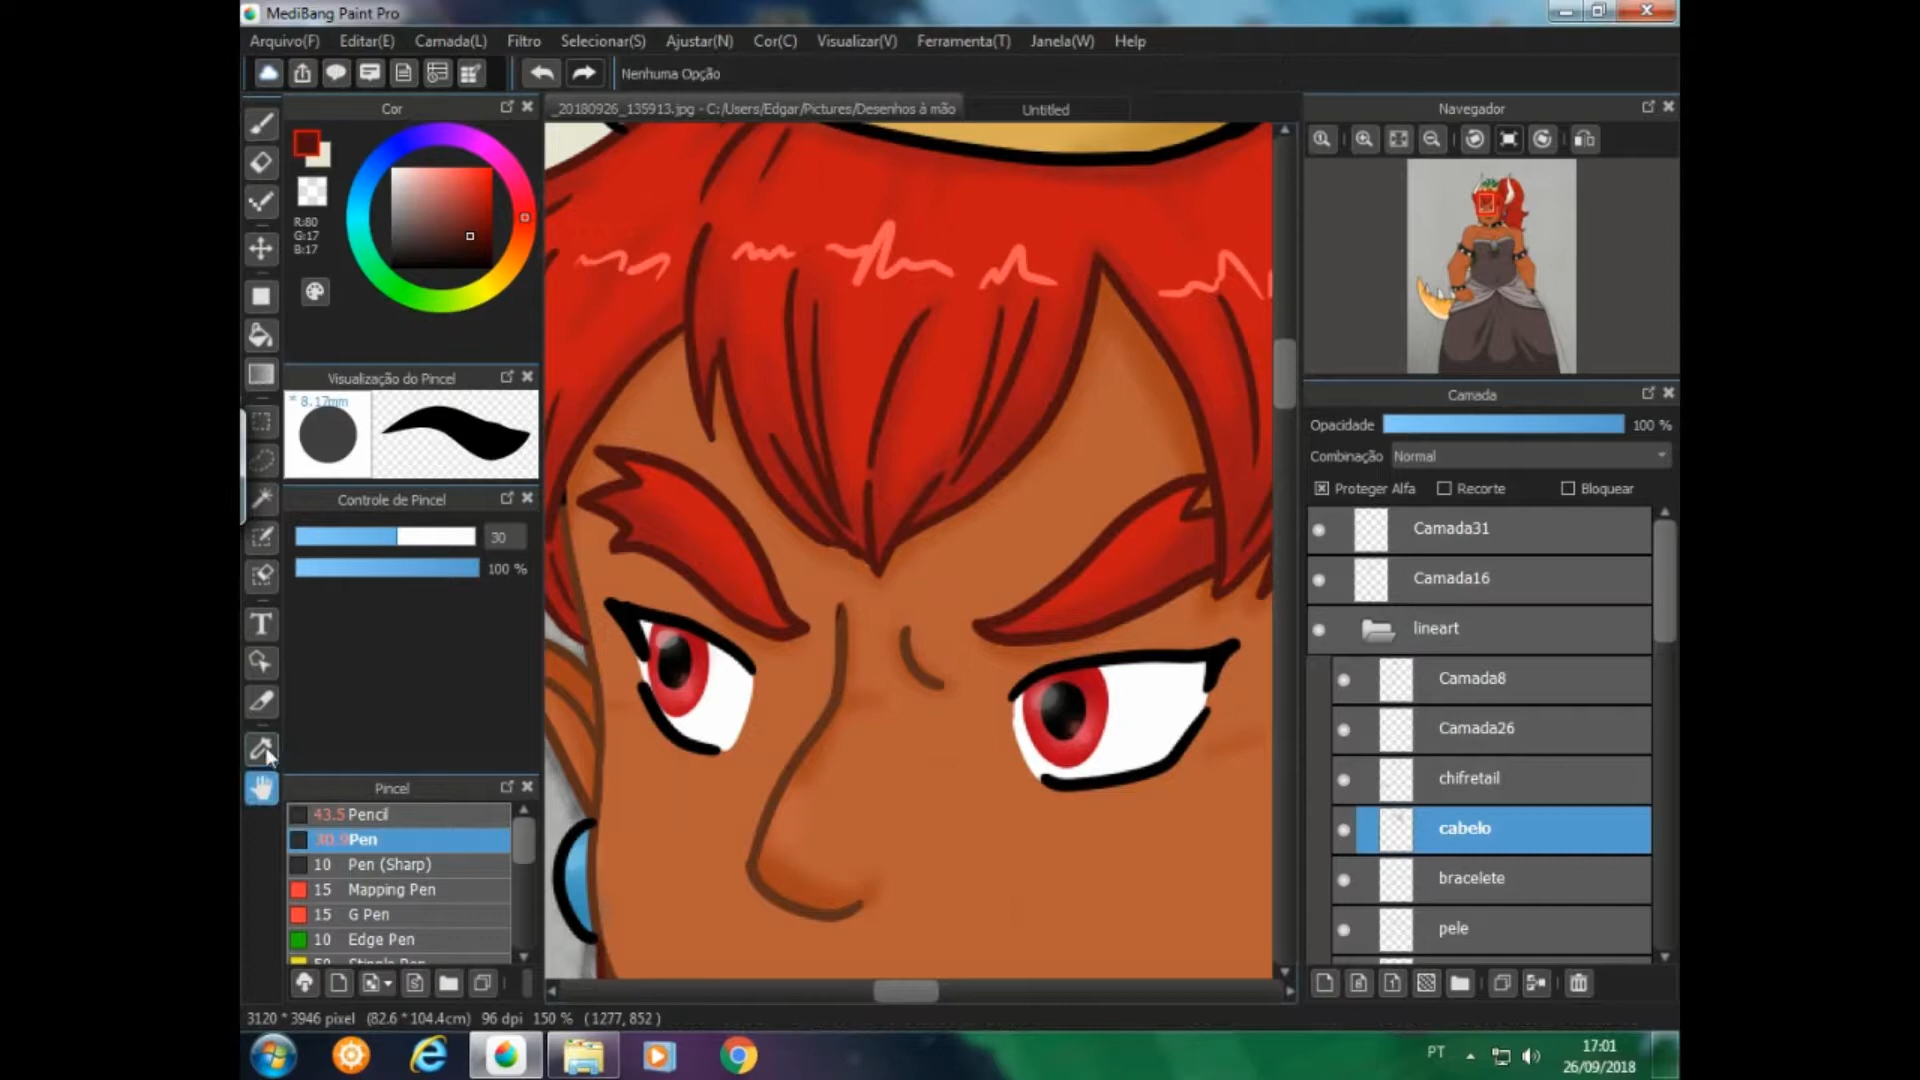 MediBang Paint Pro
Arquivo(F) Editar(E) Camada(L) Filtro Selecionar(S) Ajustar(N) Cor(C) Visualizar(V) Ferramenta(T) Janela(W) Help
Nenhuma Opção
Cor
_20180926_135913.jpg - C:/Users/Edgar/Pictures/Desenhos à mão
Untitled
Navegador
R:80
G:17
B:17
Visualização do Pincel
* 8.17mm
Controle de Pincel
30
100 %
Pincel
43.5 Pencil
30.9 Pen
10 Pen (Sharp)
15 Mapping Pen
15 G Pen
10 Edge Pen
Camada
Opacidade 100 %
Combinação Normal
Proteger Alfa Recorte Bloquear
Camada31
Camada16
lineart
Camada8
Camada26
chifretail
cabelo
bracelete
pele
3120 * 3946 pixel (82.6 * 104.4cm) 96 dpi 150 % (1277, 852 )
PT
17:01
26/09/2018